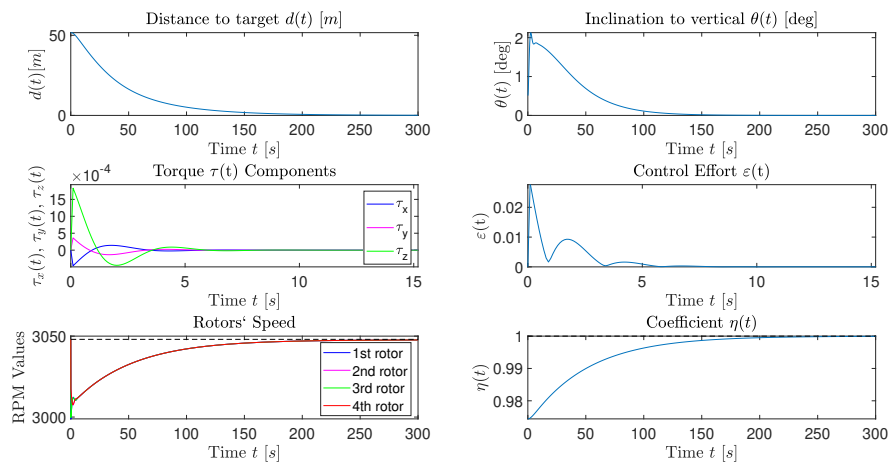 Distance to target d(t) [m]
d(t)[m]
50
0
0 50 100 150 200 250 300
Time t [s]
Inclination to vertical θ(t) [deg]
θ(t) [deg]
2
1
0
0 50 100 150 200 250 300
Time t [s]
Torque τ(t) Components
×10⁻⁴
τx(t), τy(t), τz(t)
15
10
5
0
0 5 10 15
τx
τy
τz
Time t [s]
Control Effort ε(t)
ε(t)
0.02
0.01
0
0 5 10 15
Time t [s]
Rotors‘ Speed
RPM Values
3050
3000
0 50 100 150 200 250 300
1st rotor
2nd rotor
3rd rotor
4th rotor
Time t [s]
Coefficient η(t)
η(t)
1
0.99
0.98
0 50 100 150 200 250 300
Time t [s]